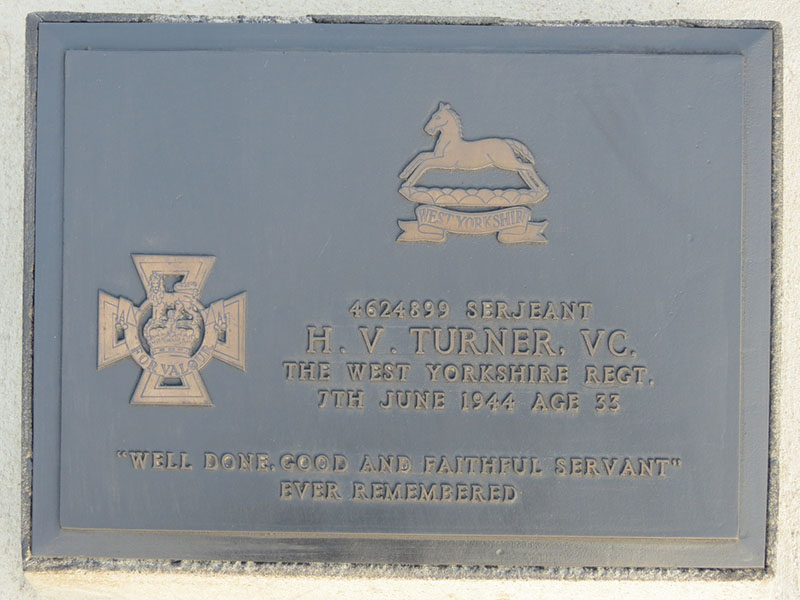 WEST YORKSHIRE
FOR VALOUR
4624899 SERJEANT
H. V. TURNER, VC.
THE WEST YORKSHIRE REGT.
7TH JUNE 1944 AGE 33
"WELL DONE, GOOD AND FAITHFUL SERVANT"
EVER REMEMBERED